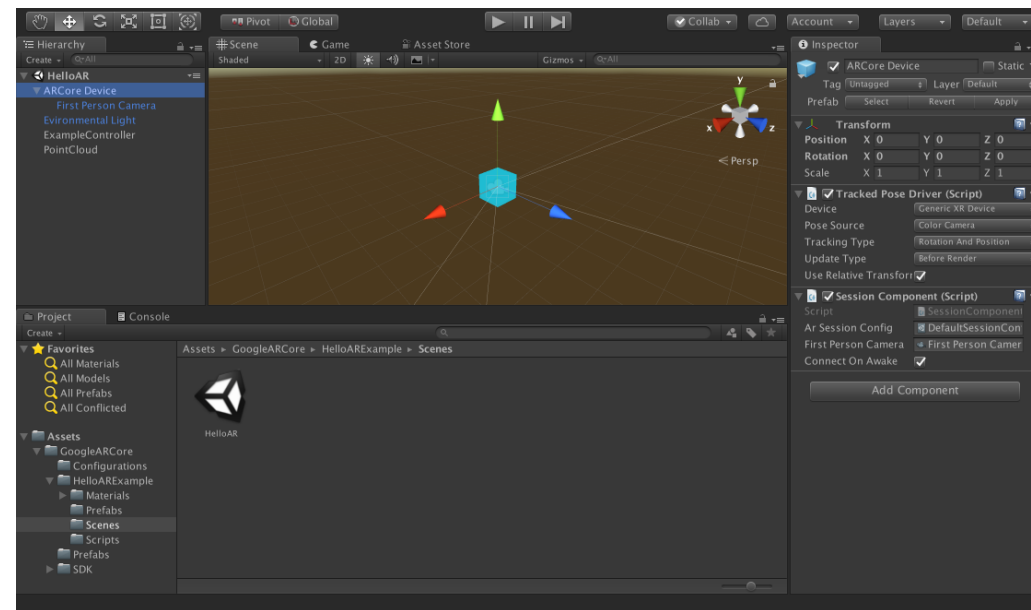 Pivot Global Collab Account Layers Default
Hierarchy
Create QrAll
HelloAR
ARCore Device
First Person Camera
Evironmental Light
ExampleController
PointCloud
Scene Game Asset Store
Shaded 2D Gizmos QrAll
y
x z
Persp
Inspector
ARCore Device Static
Tag Untagged Layer Default
Prefab Select Revert Apply
Transform
Position X 0 Y 0 Z 0
Rotation X 0 Y 0 Z 0
Scale X 1 Y 1 Z 1
Tracked Pose Driver (Script)
Device Generic XR Device
Pose Source Color Camera
Tracking Type Rotation And Position
Update Type Before Render
Use Relative Transforr
Session Component (Script)
Script SessionComponent
Ar Session Config DefaultSessionCon
First Person Camera First Person Camer
Connect On Awake
Add Component
Project Console
Create
Favorites
All Materials
All Models
All Prefabs
All Conflicted
Assets
GoogleARCore
Configurations
HelloARExample
Materials
Prefabs
Scenes
Scripts
Prefabs
SDK
Assets GoogleARCore HelloARExample Scenes
HelloAR